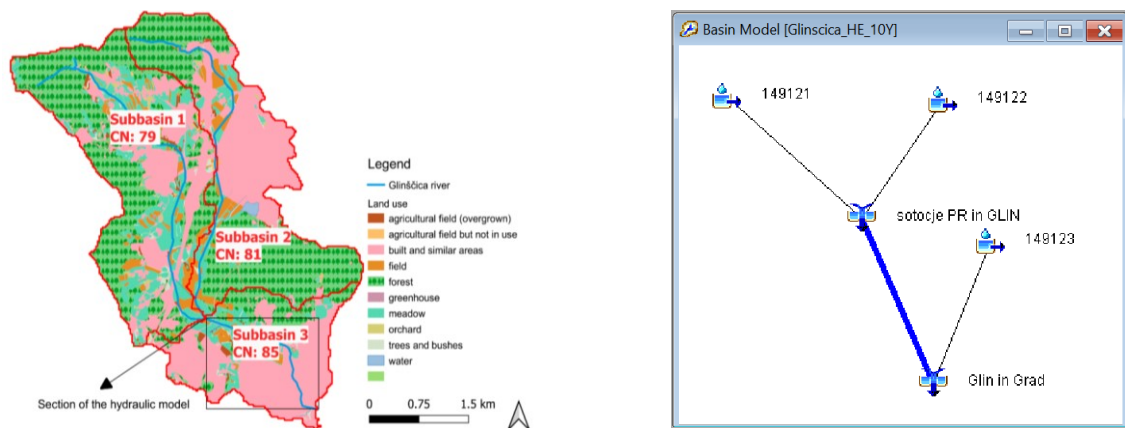 Subbasin 1
CN: 79
Subbasin 2
CN: 81
Subbasin 3
CN: 85
Section of the hydraulic model
Legend
Glinščica river
Land use
agricultural field (overgrown)
agricultural field but not in use
built and similar areas
field
forest
greenhouse
meadow
orchard
trees and bushes
water
0 0.75 1.5 km
Basin Model [Glinscica_HE_10Y]
149121
149122
sotocje PR in GLIN
149123
Glin in Grad